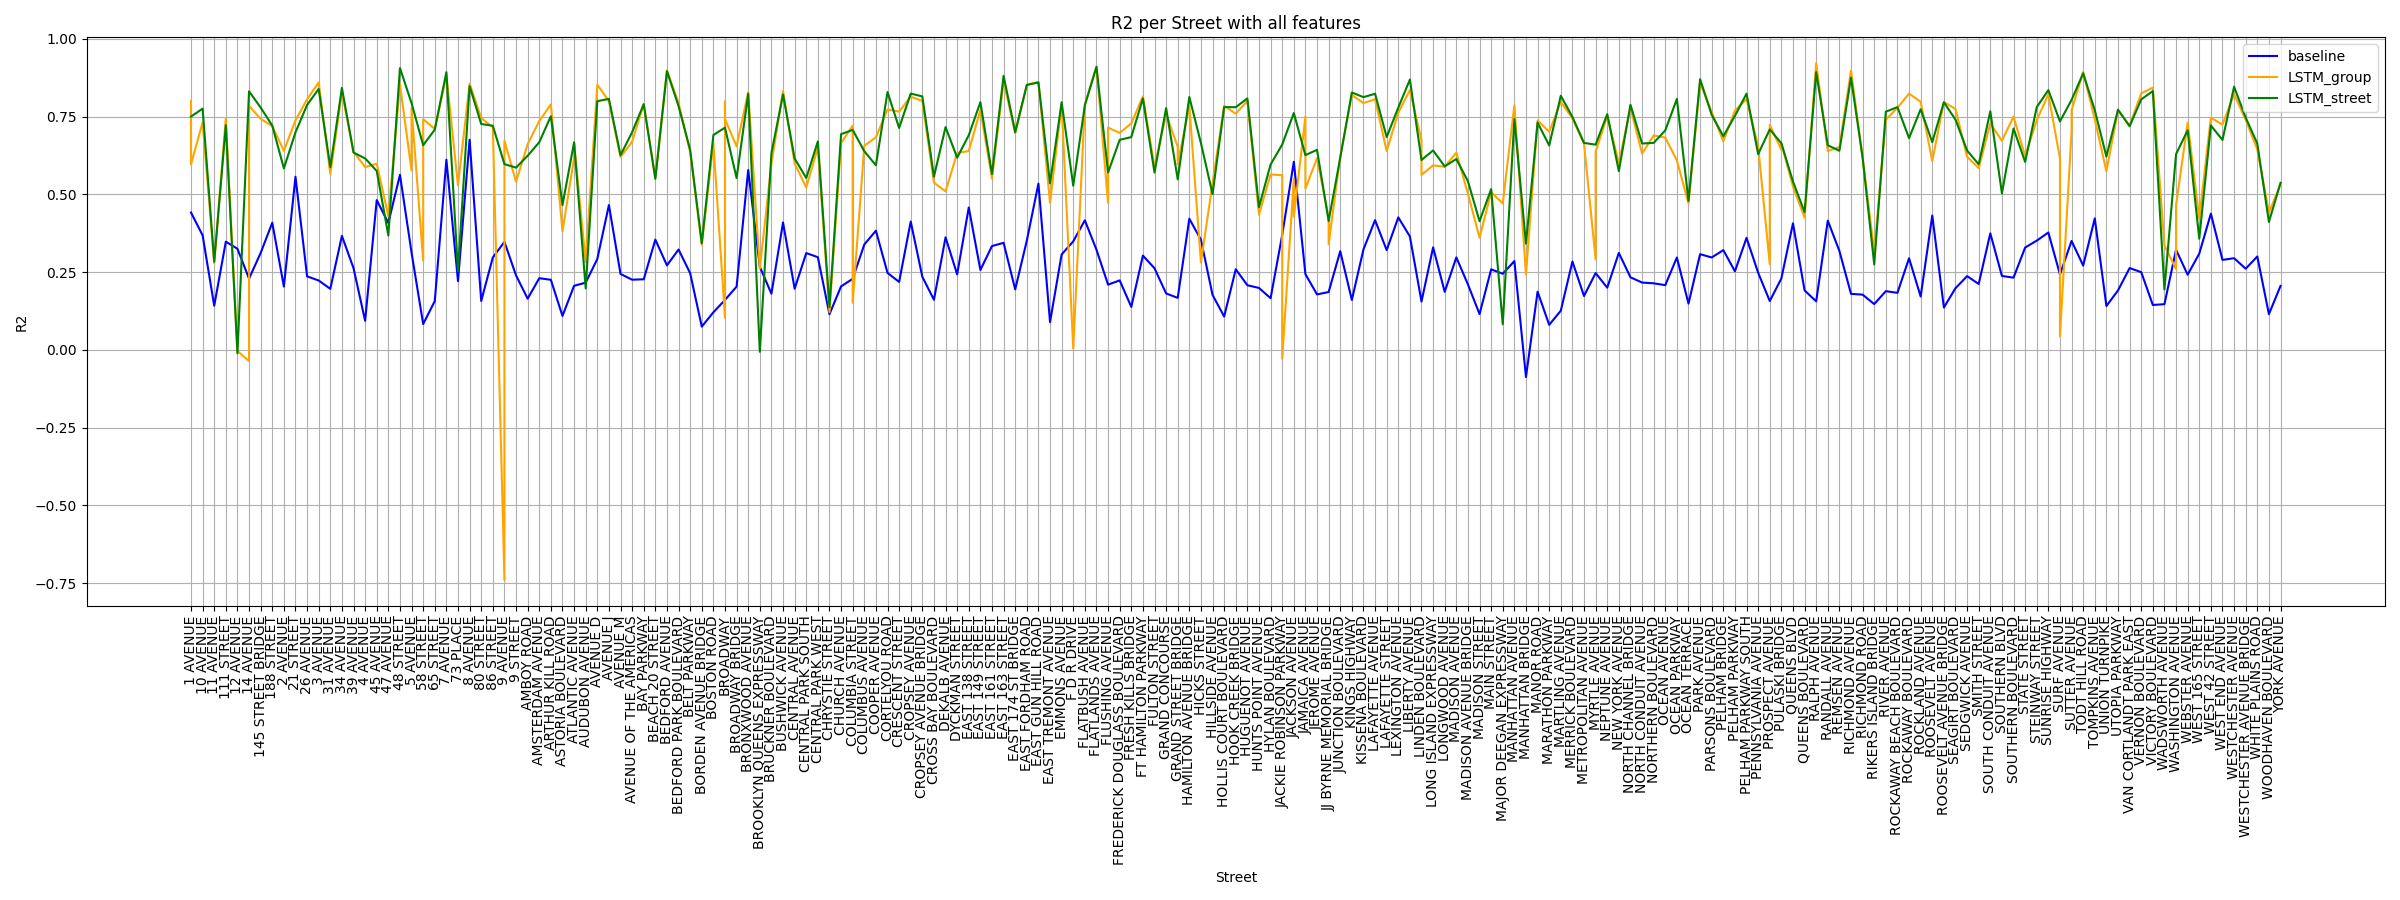 R2 per Street with all features
baseline
LSTM_group
LSTM_street
R2
1.00
0.75
0.50
0.25
0.00
−0.25
−0.50
−0.75
1 AVENUE
10 AVENUE
11 AVENUE
111 STREET
12 AVENUE
14 AVENUE
145 STREET BRIDGE
188 STREET
2 AVENUE
21 STREET
26 AVENUE
3 AVENUE
31 AVENUE
34 AVENUE
39 AVENUE
4 AVENUE
45 AVENUE
47 AVENUE
48 STREET
5 AVENUE
58 STREET
65 STREET
7 AVENUE
73 PLACE
8 AVENUE
80 STREET
86 STREET
9 AVENUE
9 STREET
AMBOY ROAD
AMSTERDAM AVENUE
ARTHUR KILL ROAD
ASTORIA BOULEVARD
ATLANTIC AVENUE
AUDUBON AVENUE
AVENUE D
AVENUE J
AVENUE M
AVENUE OF THE AMERICAS
BAY PARKWAY
BEACH 20 STREET
BEDFORD AVENUE
BEDFORD PARK BOULEVARD
BELT PARKWAY
BORDEN AVENUE BRIDGE
BOSTON ROAD
BROADWAY
BROADWAY BRIDGE
BRONXWOOD AVENUE
BROOKLYN QUEENS EXPRESSWAY
BRUCKNER BOULEVARD
BUSHWICK AVENUE
CENTRAL AVENUE
CENTRAL PARK SOUTH
CENTRAL PARK WEST
CHRYSTIE STREET
CHURCH AVENUE
COLUMBIA STREET
COLUMBUS AVENUE
COOPER AVENUE
CORTELYOU ROAD
CRESCENT STREET
CROPSEY AVENUE
CROPSEY AVENUE BRIDGE
CROSS BAY BOULEVARD
DEKALB AVENUE
DYCKMAN STREET
EAST 138 STREET
EAST 149 STREET
EAST 161 STREET
EAST 163 STREET
EAST 174 ST BRIDGE
EAST FORDHAM ROAD
EAST GUN HILL ROAD
EAST TREMONT AVENUE
EMMONS AVENUE
F D R DRIVE
FLATBUSH AVENUE
FLATLANDS AVENUE
FLUSHING AVENUE
FREDERICK DOUGLASS BOULEVARD
FRESH KILLS BRIDGE
FT HAMILTON PARKWAY
FULTON STREET
GRAND CONCOURSE
GRAND STREET BRIDGE
HAMILTON AVENUE BRIDGE
HICKS STREET
HILLSIDE AVENUE
HOLLIS COURT BOULEVARD
HOOK CREEK BRIDGE
HUGUENOT AVENUE
HUNTS POINT AVENUE
HYLAN BOULEVARD
JACKIE ROBINSON PARKWAY
JACKSON AVENUE
JAMAICA AVENUE
JEROME AVENUE
JJ BYRNE MEMORIAL BRIDGE
JUNCTION BOULEVARD
KINGS HIGHWAY
KISSENA BOULEVARD
LAFAYETTE AVENUE
LAFAYETTE STREET
LEXINGTON AVENUE
LIBERTY AVENUE
LINDEN BOULEVARD
LONG ISLAND EXPRESSWAY
LONGWOOD AVENUE
MADISON AVENUE
MADISON AVENUE BRIDGE
MADISON STREET
MAIN STREET
MAJOR DEEGAN EXPRESSWAY
MANHATTAN AVENUE
MANHATTAN BRIDGE
MANOR ROAD
MARATHON PARKWAY
MARTLING AVENUE
MERRICK BOULEVARD
METROPOLITAN AVENUE
MYRTLE AVENUE
NEPTUNE AVENUE
NEW YORK AVENUE
NORTH CHANNEL BRIDGE
NORTH CONDUIT AVENUE
NORTHERN BOULEVARD
OCEAN AVENUE
OCEAN PARKWAY
OCEAN TERRACE
PARK AVENUE
PARSONS BOULEVARD
PELHAM BRIDGE
PELHAM PARKWAY
PELHAM PARKWAY SOUTH
PENNSYLVANIA AVENUE
PROSPECT AVENUE
PULASKI BRIDGE
QUEENS BLVD
QUEENS BOULEVARD
RALPH AVENUE
RANDALL AVENUE
REMSEN AVENUE
RICHMOND AVENUE
RICHMOND ROAD
RIKERS ISLAND BRIDGE
RIVER AVENUE
ROCKAWAY BEACH BOULEVARD
ROCKAWAY BOULEVARD
ROCKLAND AVENUE
ROOSEVELT AVENUE
ROOSEVELT AVENUE BRIDGE
SEAGIRT BOULEVARD
SEDGWICK AVENUE
SMITH STREET
SOUTH CONDUIT AVENUE
SOUTHERN BLVD
SOUTHERN BOULEVARD
STATE STREET
STEINWAY STREET
SUNRISE HIGHWAY
SURF AVENUE
SUTTER AVENUE
TODT HILL ROAD
TOMPKINS AVENUE
UNION TURNPIKE
UTOPIA PARKWAY
VAN CORTLANDT PARK EAST
VERNON BOULEVARD
VICTORY BOULEVARD
WADSWORTH AVENUE
WASHINGTON AVENUE
WEBSTER AVENUE
WEST 165 STREET
WEST 42 STREET
WEST END AVENUE
WESTCHESTER AVENUE
WESTCHESTER AVENUE BRIDGE
WHITE PLAINS ROAD
WOODHAVEN BOULEVARD
YORK AVENUE
Street